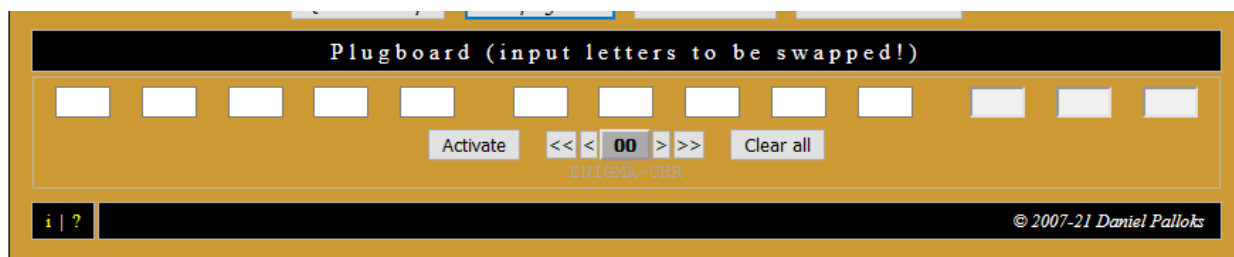 Plugboard (input letters to be swapped!)
Activate << < 00 > >> Clear all
ENIGMA~UHR
i | ? © 2007-21 Daniel Palloks